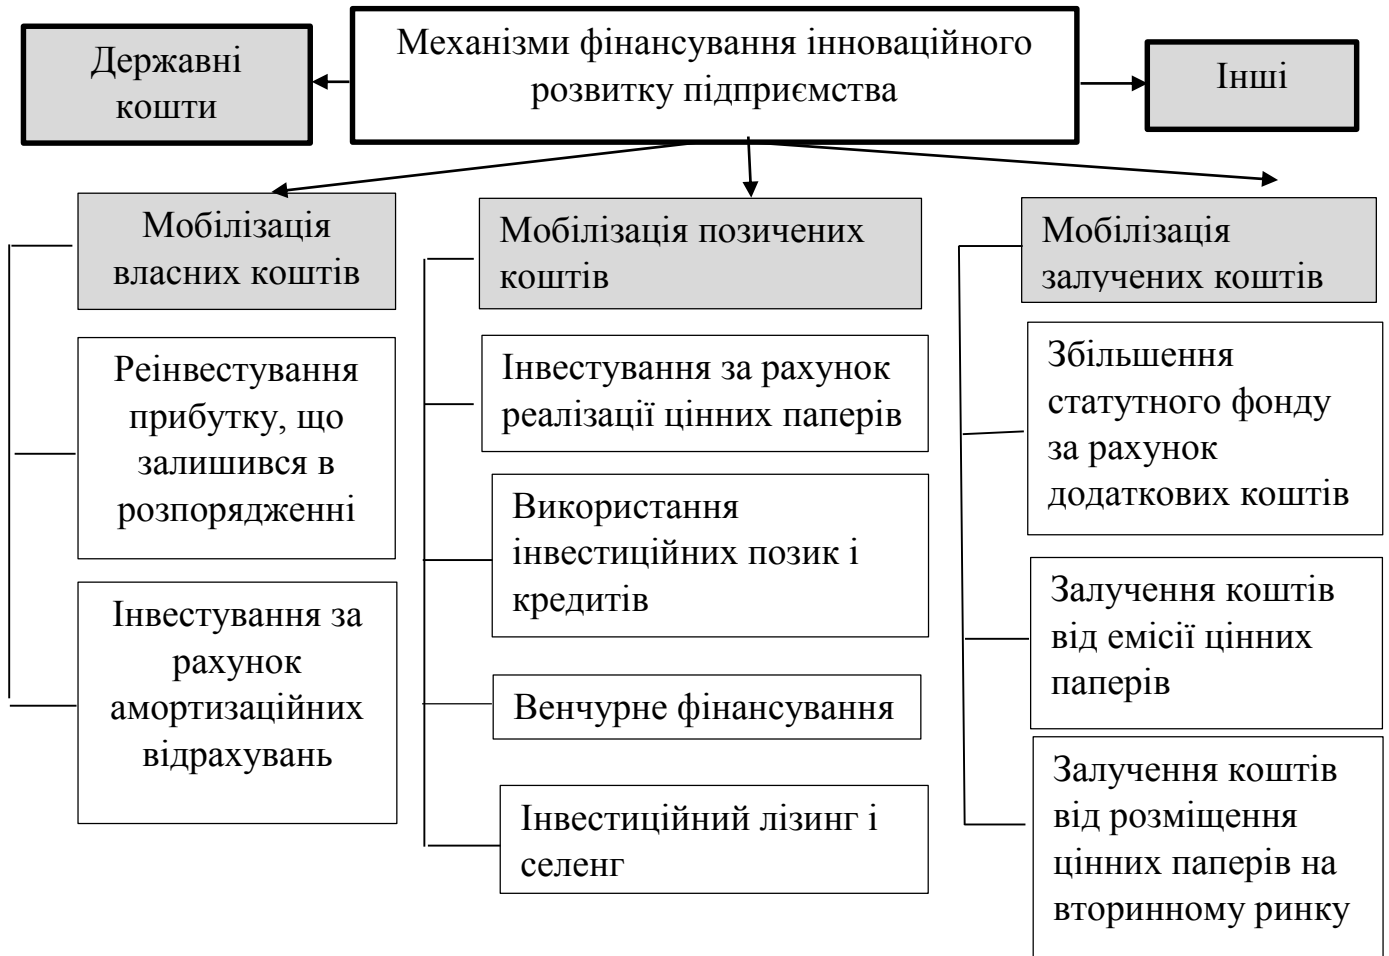 Державні
кошти
Механізми фінансування інноваційного
розвитку підприємства
Інші
Мобілізація
власних коштів
Реінвестування
прибутку, що
залишився в
розпорядженні
Інвестування за
рахунок
амортизаційних
відрахувань
Мобілізація позичених
коштів
Інвестування за рахунок
реалізації цінних паперів
Використання
інвестиційних позик і
кредитів
Венчурне фінансування
Інвестиційний лізинг і
селенг
Мобілізація
залучених коштів
Збільшення
статутного фонду
за рахунок
додаткових коштів
Залучення коштів
від емісії цінних
паперів
Залучення коштів
від розміщення
цінних паперів на
вторинному ринку